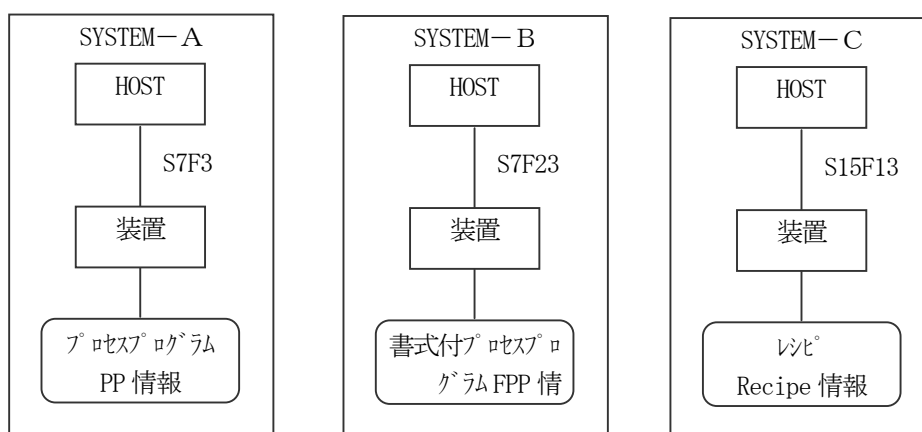 SYSTEM－A
HOST
S7F3
装置
ﾌﾟﾛｾｽﾌﾟﾛｸﾞﾗﾑ
PP 情報
SYSTEM－B
HOST
S7F23
装置
書式付ﾌﾟﾛｾｽﾌﾟﾛ
ｸﾞﾗﾑ FPP 情
SYSTEM－C
HOST
S15F13
装置
ﾚｼﾋﾟ
Recipe 情報